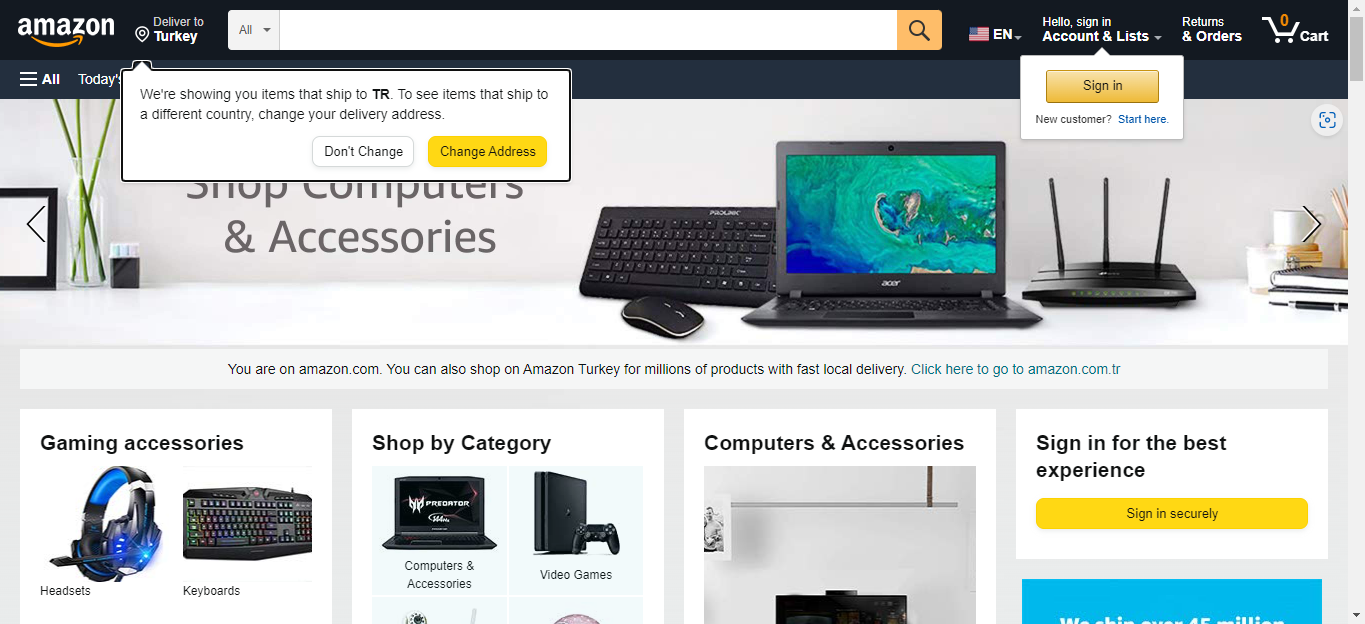 amazon
Deliver to
Turkey
All
EN
Hello, sign in
Account & Lists
Returns
& Orders
0
Cart
All
Today's
Sign in
New customer? Start here.
We're showing you items that ship to TR. To see items that ship to
a different country, change your delivery address.
Don't Change
Change Address
Shop Computers
& Accessories
PROLINK
acer
You are on amazon.com. You can also shop on Amazon Turkey for millions of products with fast local delivery. Click here to go to amazon.com.tr
Gaming accessories
Headsets
Keyboards
Shop by Category
PREDATOR
Computers &
Accessories
Video Games
Computers & Accessories
Sign in for the best
experience
Sign in securely
We ship over 45 million